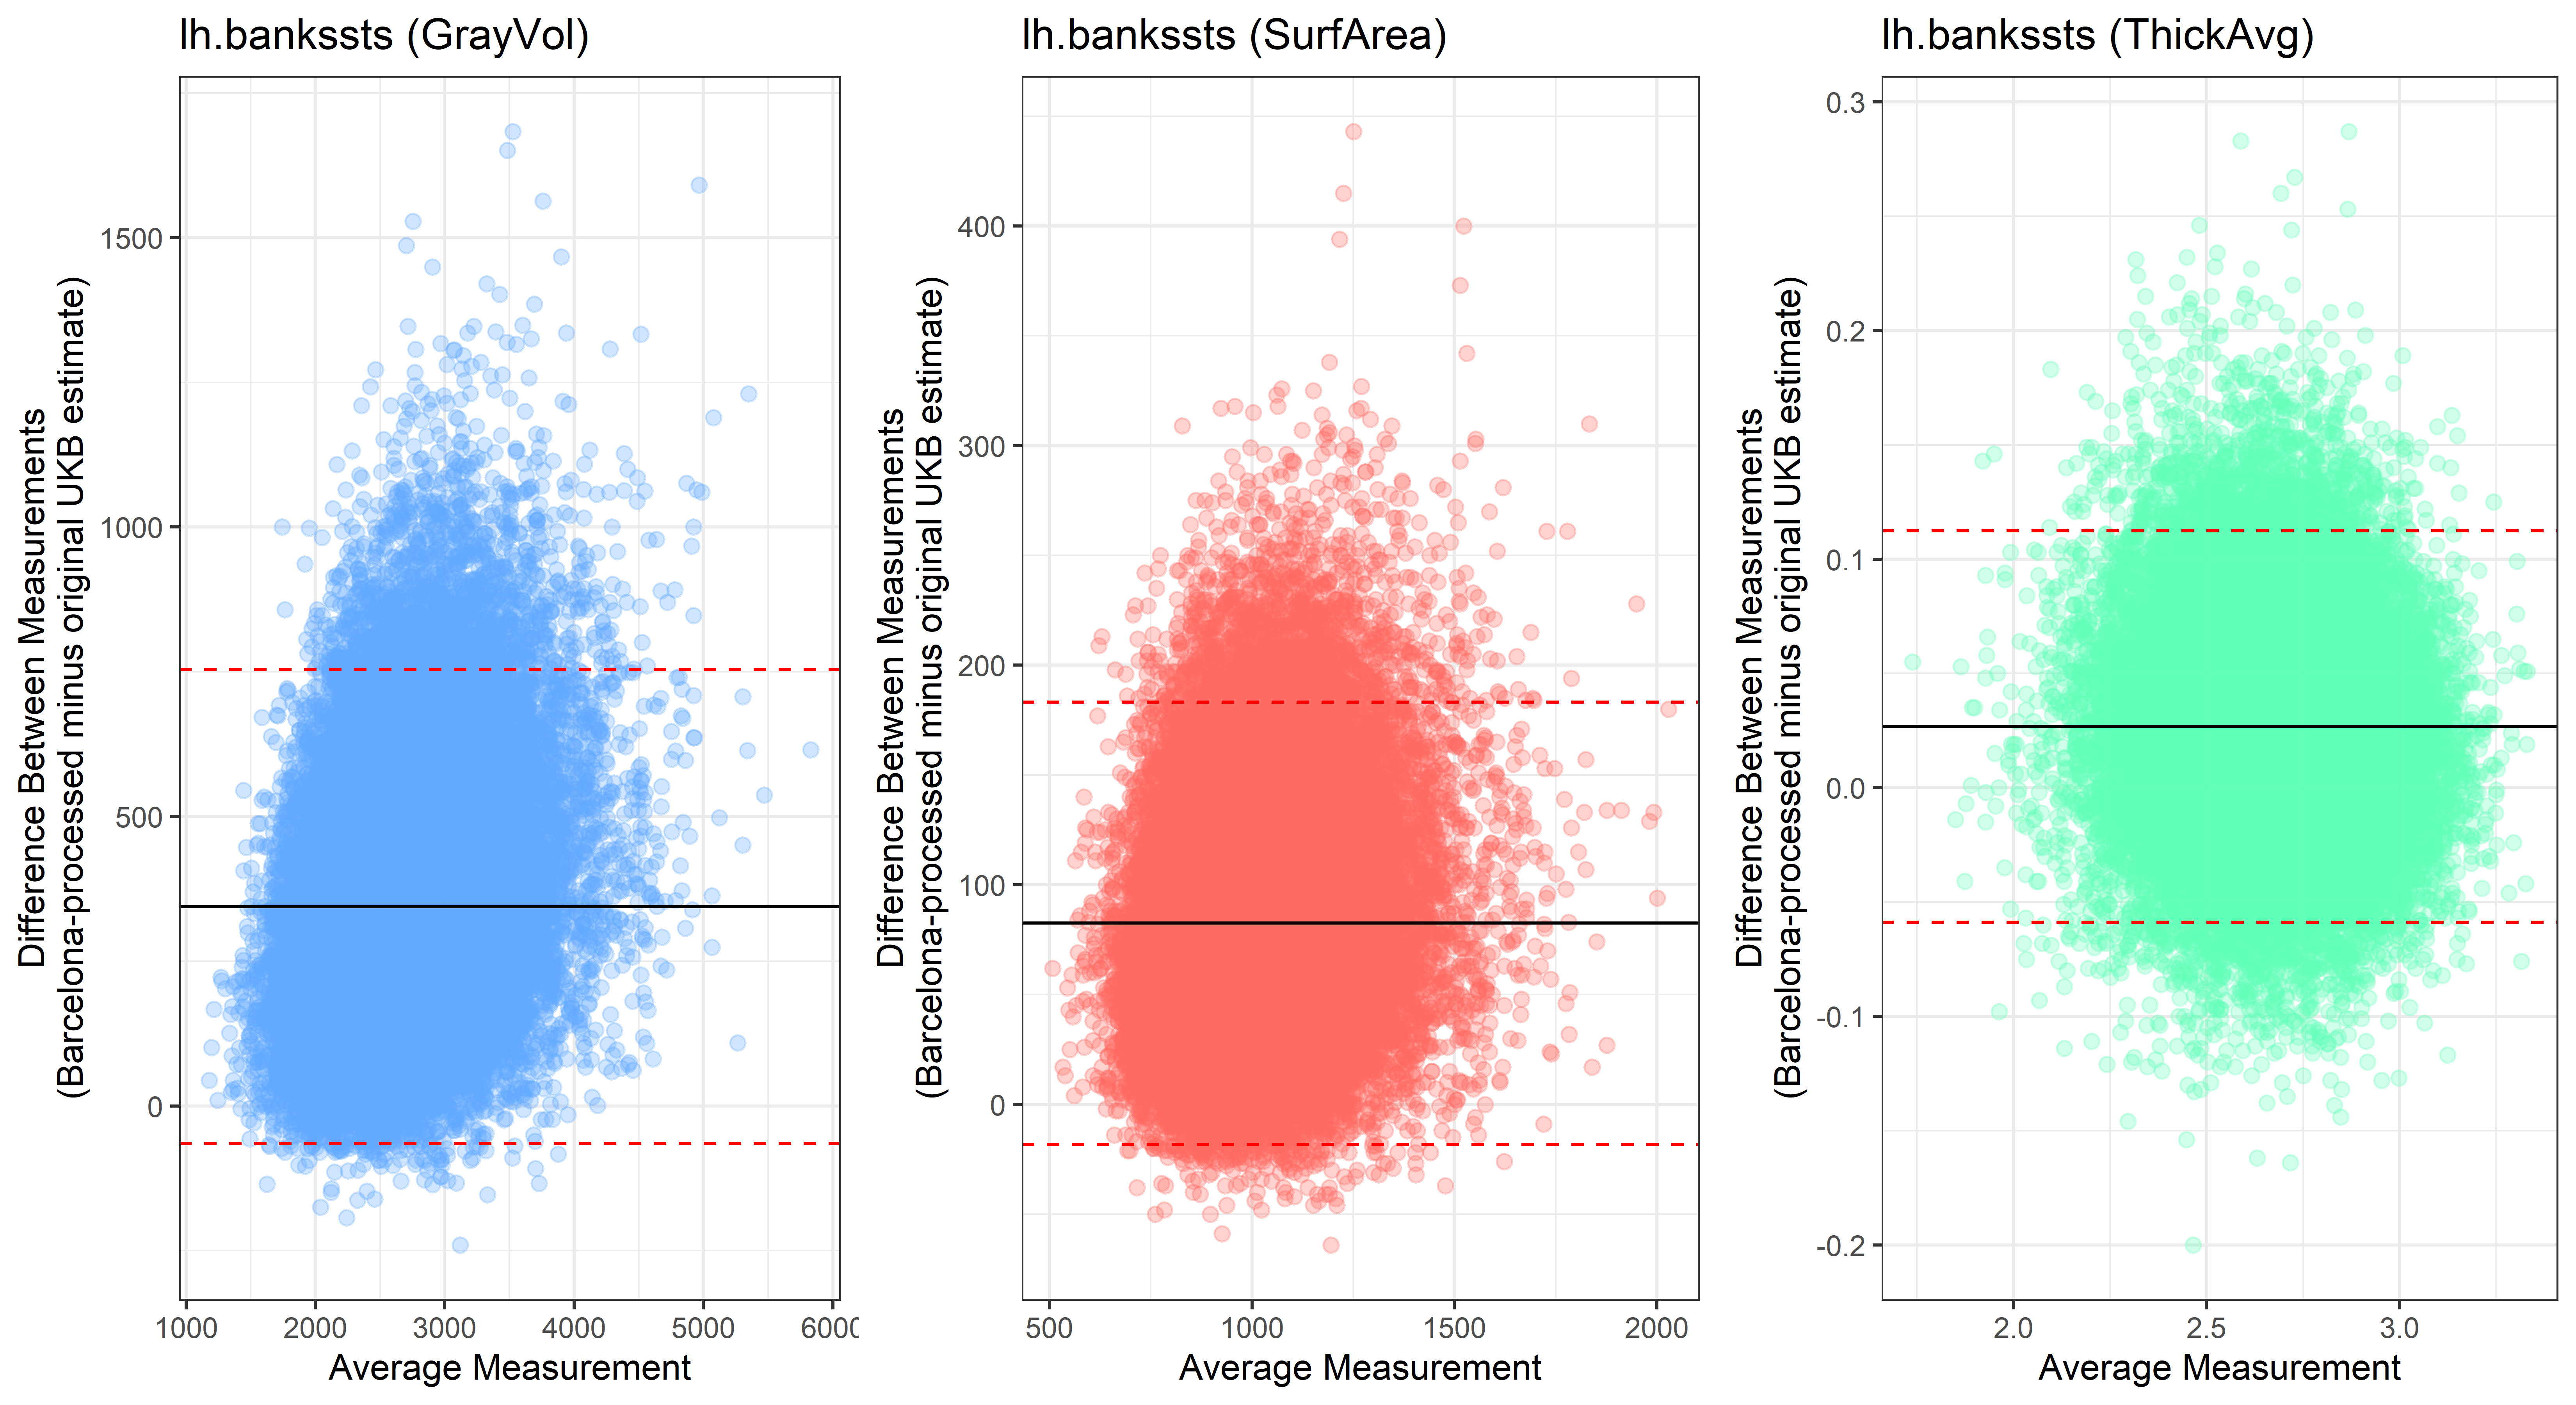 lh.bankssts (GrayVol)
Difference Between Measurements
(Barcelona-processed minus original UKB estimate)
1500
1000
500
0
1000 2000 3000 4000 5000 6000
Average Measurement
lh.bankssts (SurfArea)
Difference Between Measurements
(Barcelona-processed minus original UKB estimate)
400
300
200
100
0
500 1000 1500 2000
Average Measurement
lh.bankssts (ThickAvg)
Difference Between Measurements
(Barcelona-processed minus original UKB estimate)
0.3
0.2
0.1
0.0
-0.1
-0.2
2.0 2.5 3.0
Average Measurement